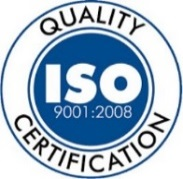 QUALITY
ISO
9001:2008
CERTIFICATION